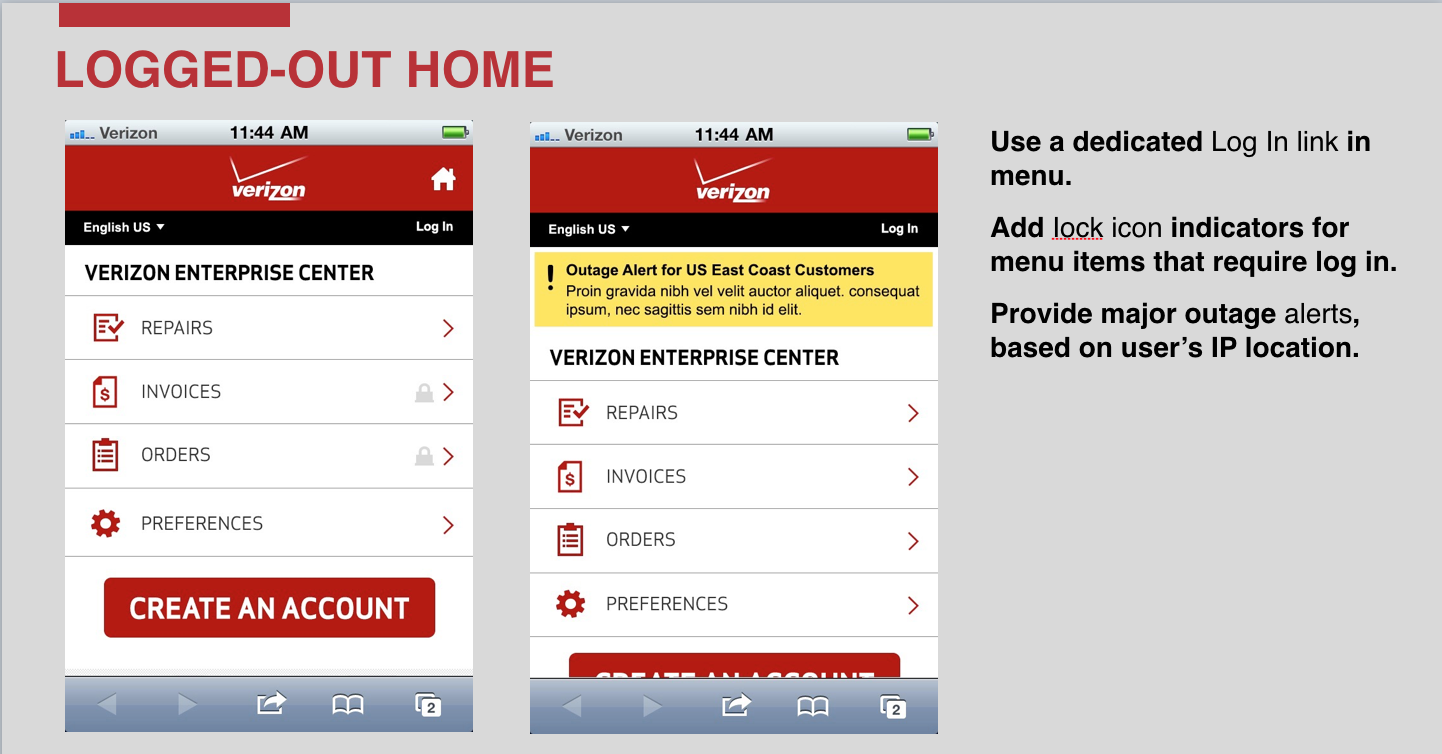 LOGGED-OUT HOME
Verizon 11:44 AM
verizon
English US Log In
VERIZON ENTERPRISE CENTER
REPAIRS
$ INVOICES
ORDERS
PREFERENCES
CREATE AN ACCOUNT
2
Verizon 11:44 AM
verizon
English US Log In
! Outage Alert for US East Coast Customers
Proin gravida nibh vel velit auctor aliquet. consequat
ipsum, nec sagittis sem nibh id elit.
VERIZON ENTERPRISE CENTER
REPAIRS
$ INVOICES
ORDERS
PREFERENCES
CREATE AN ACCOUNT
2
Use a dedicated Log In link in
menu.
Add lock icon indicators for
menu items that require log in.
Provide major outage alerts,
based on user’s IP location.